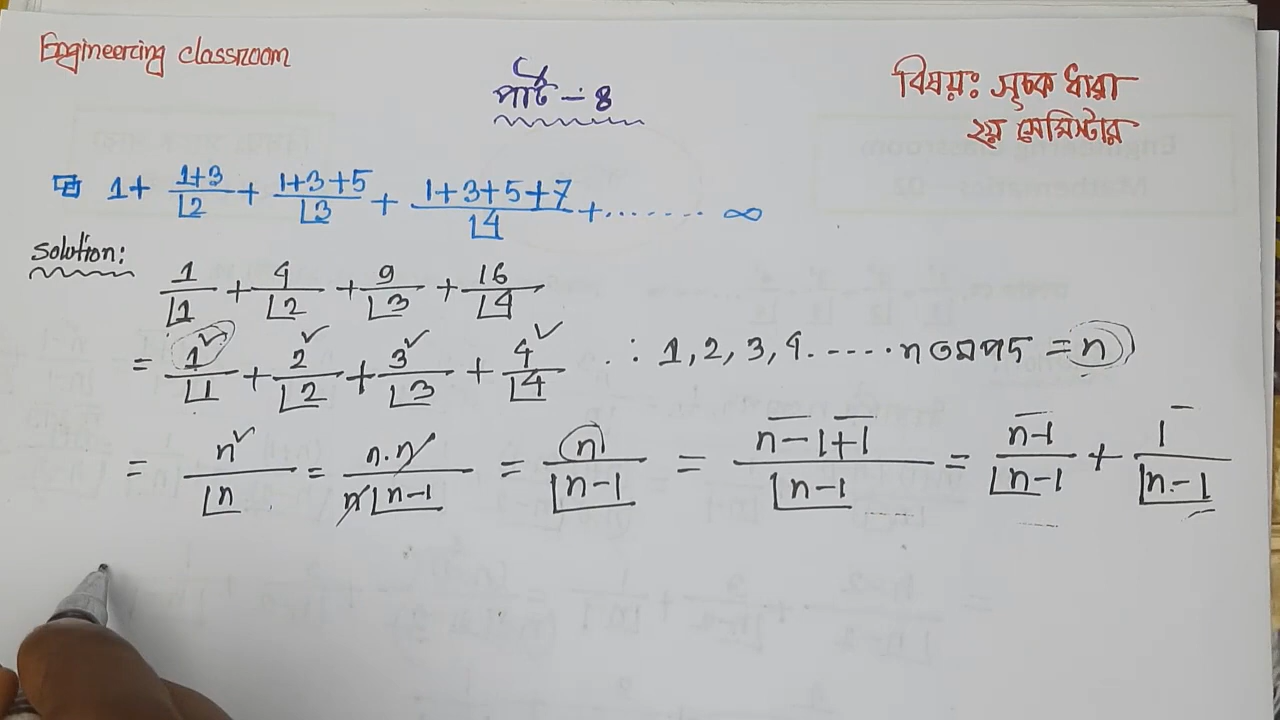 Engineering classroom
পার্ট - ৪
বিষয়ঃ সূচক ধারা
২য় সেমিস্টার
1 + (1+3)/∟2 + (1+3+5)/∟3 + (1+3+5+7)/∟4 + ........ ∞
Solution:
1/∟1 + 4/∟2 + 9/∟3 + 16/∟4
= 1²/∟1 + 2²/∟2 + 3²/∟3 + 4²/∟4 ∴ 1, 2, 3, 4. ..... n তম পদ = n
= n²/∟n = n.n/n∟n-1 = n/∟n-1 = (n-1+1)/∟n-1 = (n-1)/∟n-1 + 1/∟n-1